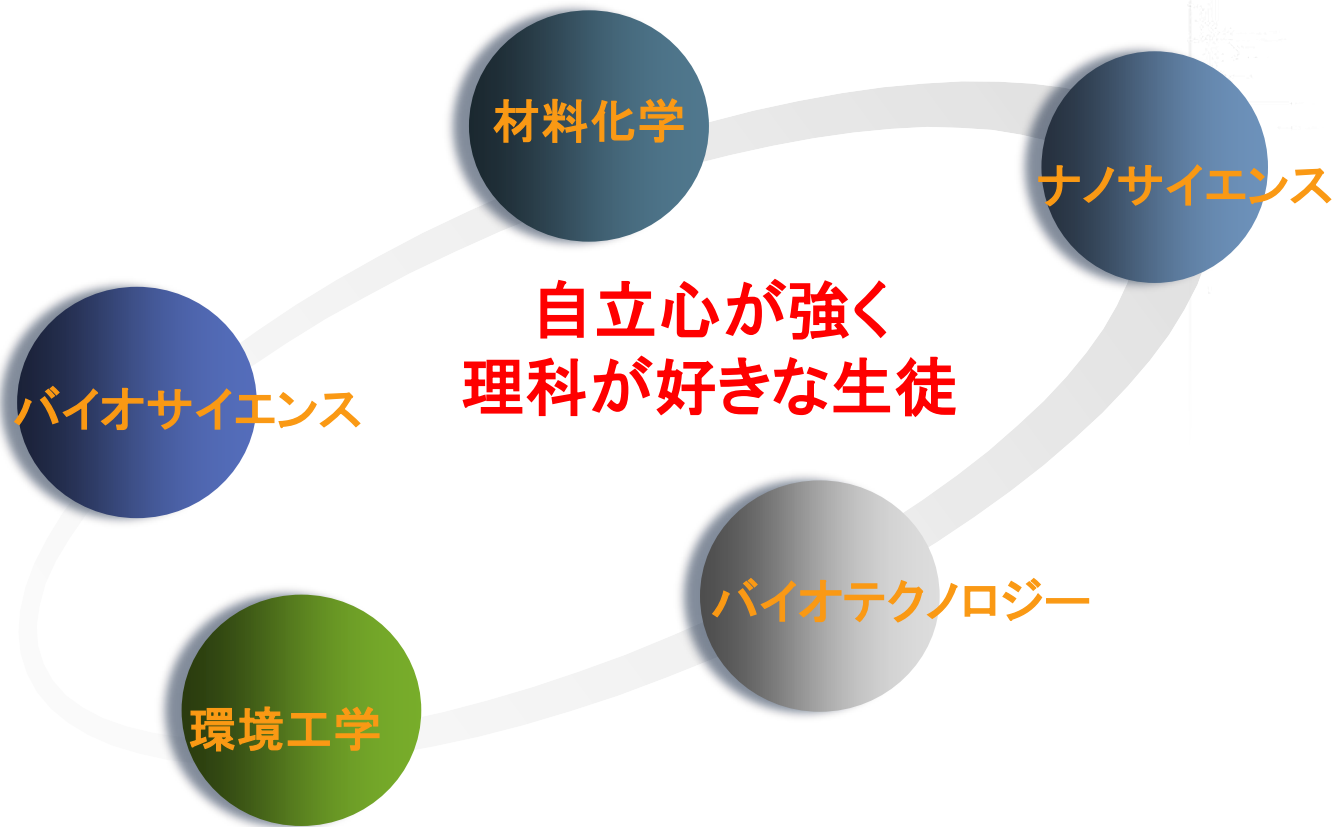 材料化学
ナノサイエンス
自立心が強く
理科が好きな生徒
バイオサイエンス
バイオテクノロジー
環境工学